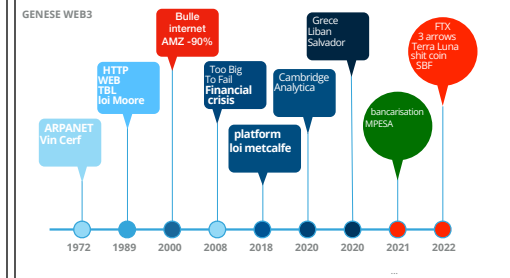 GENESE WEB3
ARPANET
Vin Cerf
HTTP
WEB
TBL
loi Moore
Bulle
internet
AMZ -90%
Too Big
To Fail
Financial
crisis
platform
loi metcalfe
Cambridge
Analytica
Grece
Liban
Salvador
bancarisation
MPESA
FTX
3 arrows
Terra Luna
shit coin
SBF
1972
1989
2000
2008
2018
2020
2020
2021
2022
...